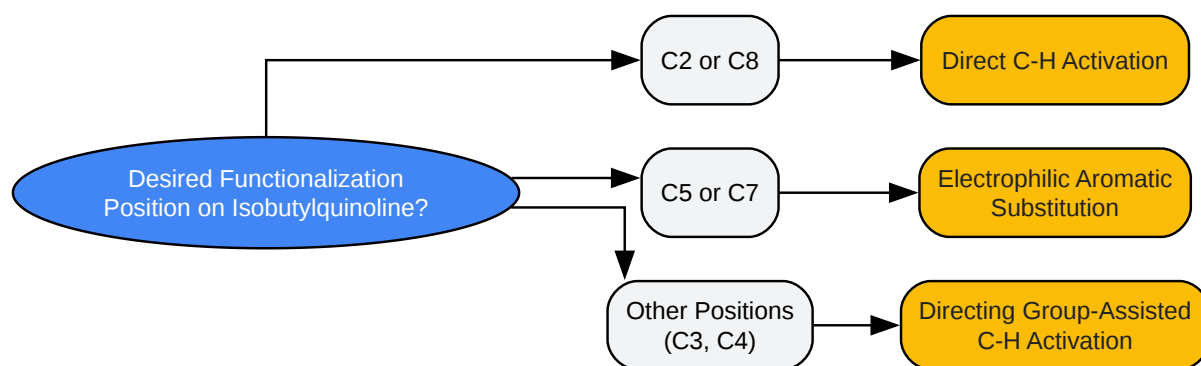 Desired Functionalization
Position on Isobutylquinoline?
C2 or C8
Direct C-H Activation
C5 or C7
Electrophilic Aromatic
Substitution
Other Positions
(C3, C4)
Directing Group-Assisted
C-H Activation